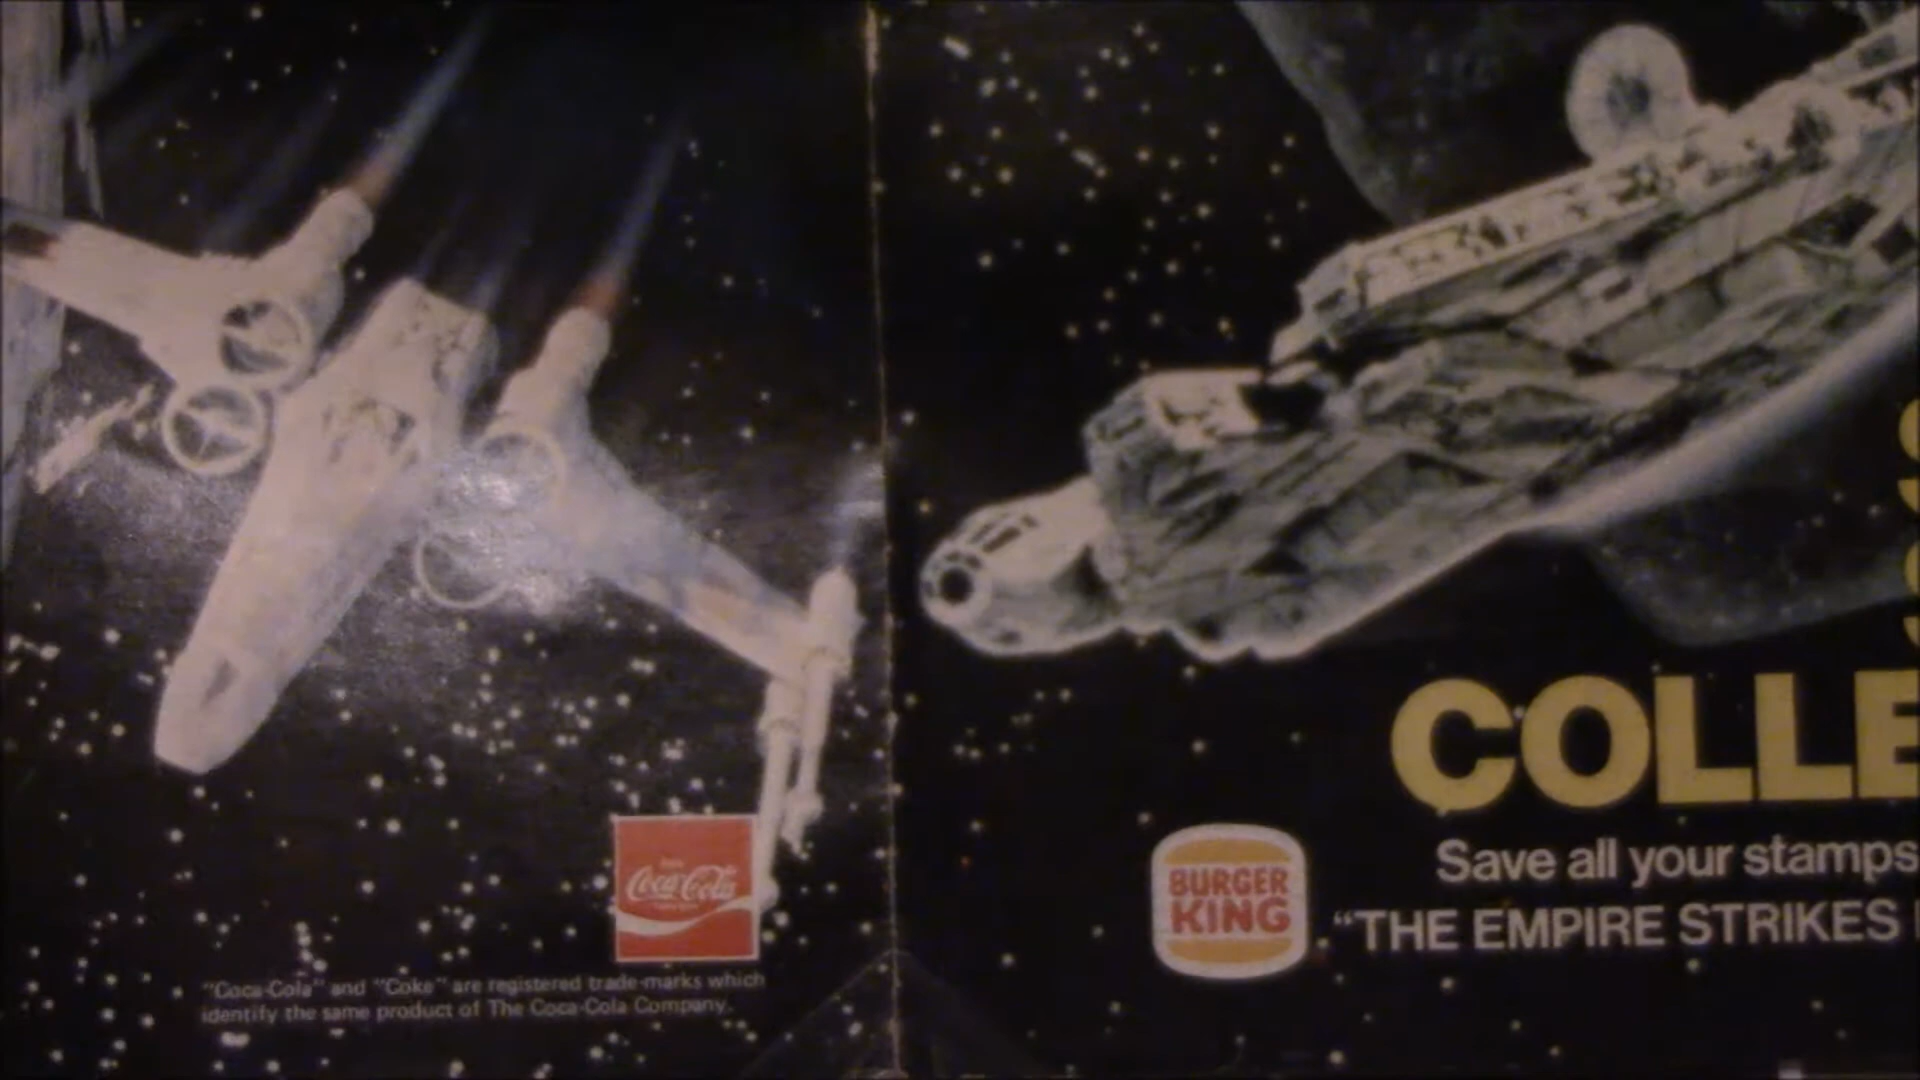 Coca-Cola
"Coca-Cola" and "Coke" are registered trade-marks which
identify the same product of The Coca-Cola Company.
COLLE
BURGER
KING
Save all your stamps
"THE EMPIRE STRIKES